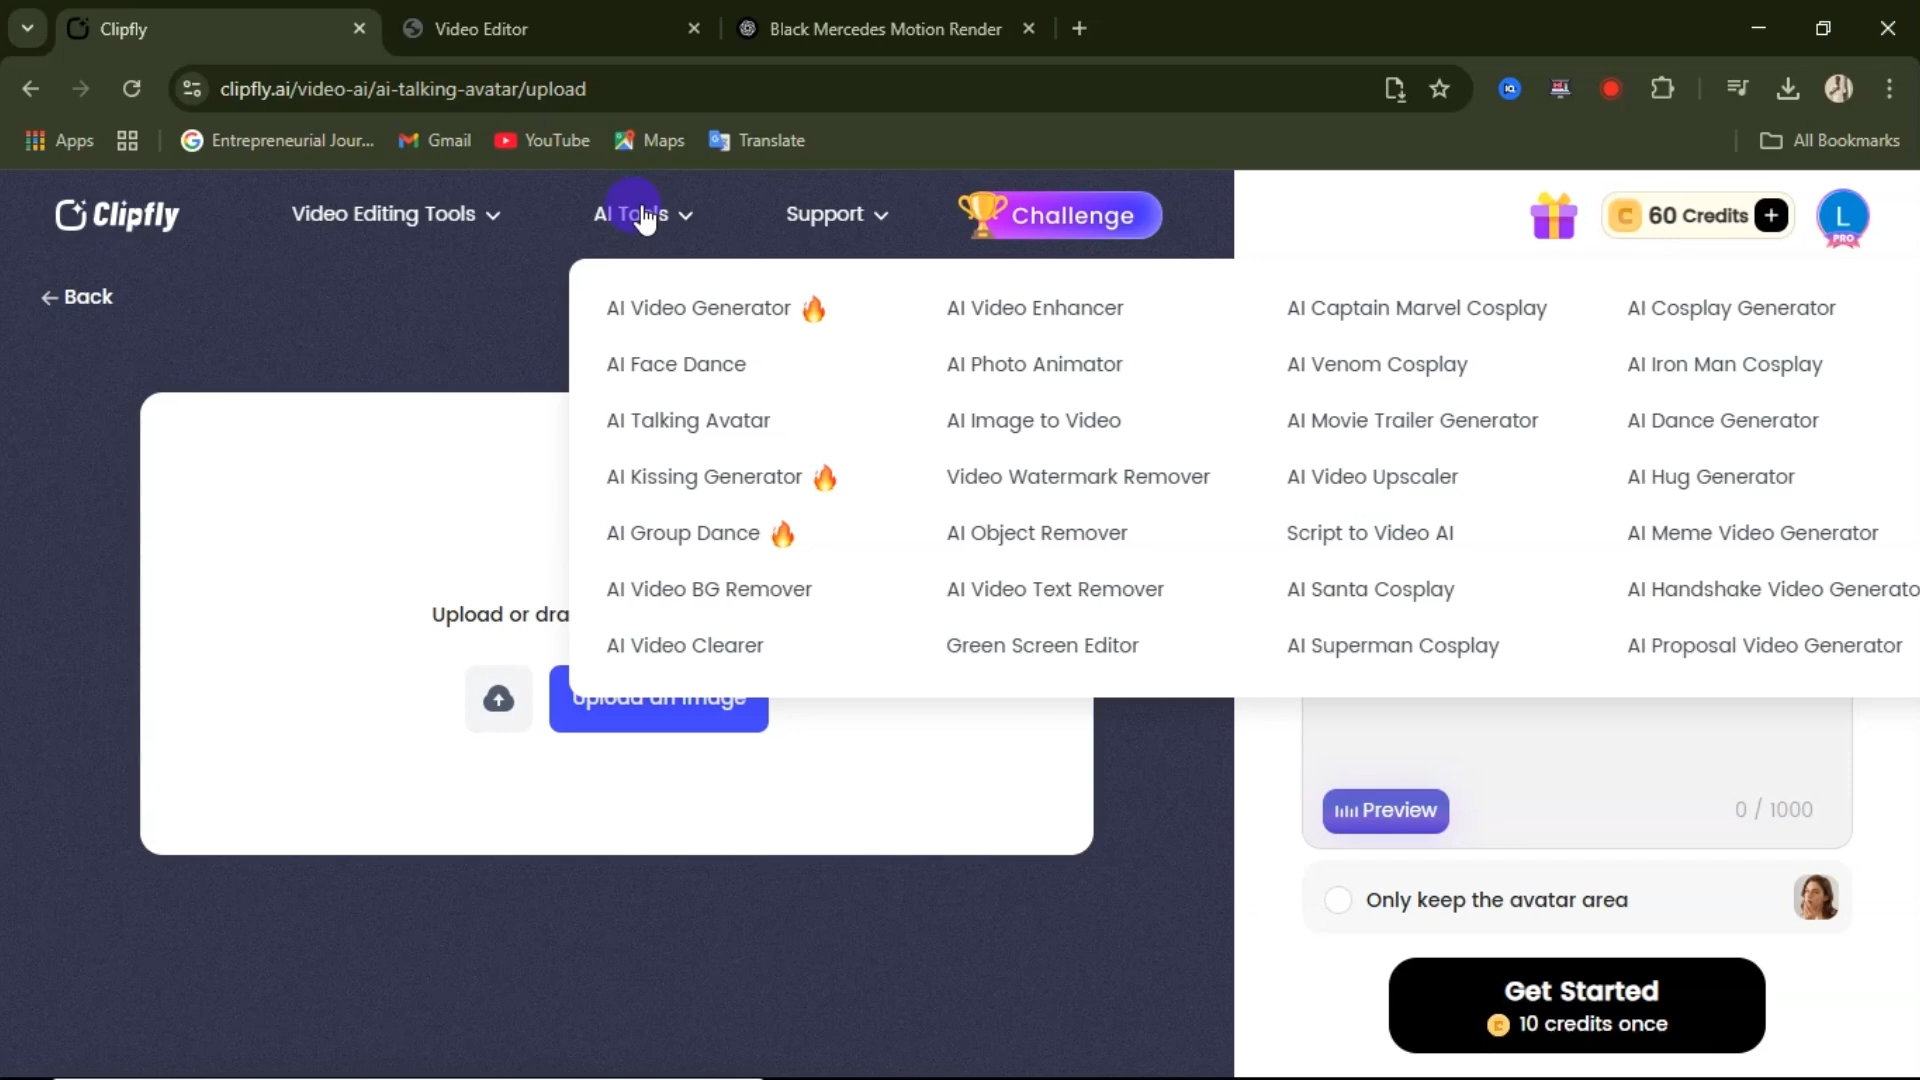 Clipfly
Video Editor
Black Mercedes Motion Render
clipfly.ai/video-ai/ai-talking-avatar/upload
Apps
Entrepreneurial Jour...
Gmail
YouTube
Maps
Translate
All Bookmarks
Clipfly
Video Editing Tools
AI Tools
Support
Challenge
60 Credits
L
PRO
Back
AI Video Generator
AI Video Enhancer
AI Captain Marvel Cosplay
AI Cosplay Generator
AI Face Dance
AI Photo Animator
AI Venom Cosplay
AI Iron Man Cosplay
AI Talking Avatar
AI Image to Video
AI Movie Trailer Generator
AI Dance Generator
AI Kissing Generator
Video Watermark Remover
AI Video Upscaler
AI Hug Generator
AI Group Dance
AI Object Remover
Script to Video AI
AI Meme Video Generator
AI Video BG Remover
AI Video Text Remover
AI Santa Cosplay
AI Handshake Video Generato
AI Video Clearer
Green Screen Editor
AI Superman Cosplay
AI Proposal Video Generator
Upload or dra
Upload an image
Preview
0 / 1000
Only keep the avatar area
Get Started
C 10 credits once